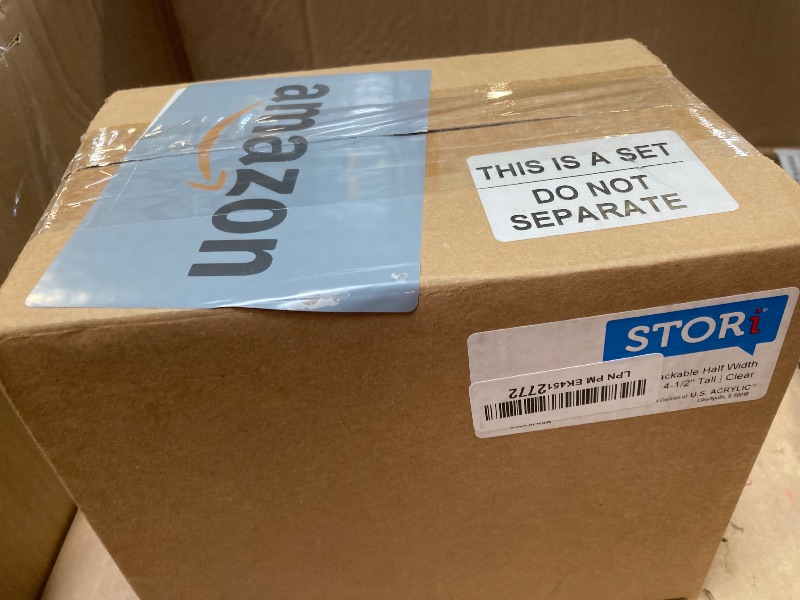 amazon
THIS IS A SET
DO NOT
SEPARATE
STORi
ackable Half Width
4-1/2" Tall | Clear
U.S. ACRYLIC
LPN PM EK4512772